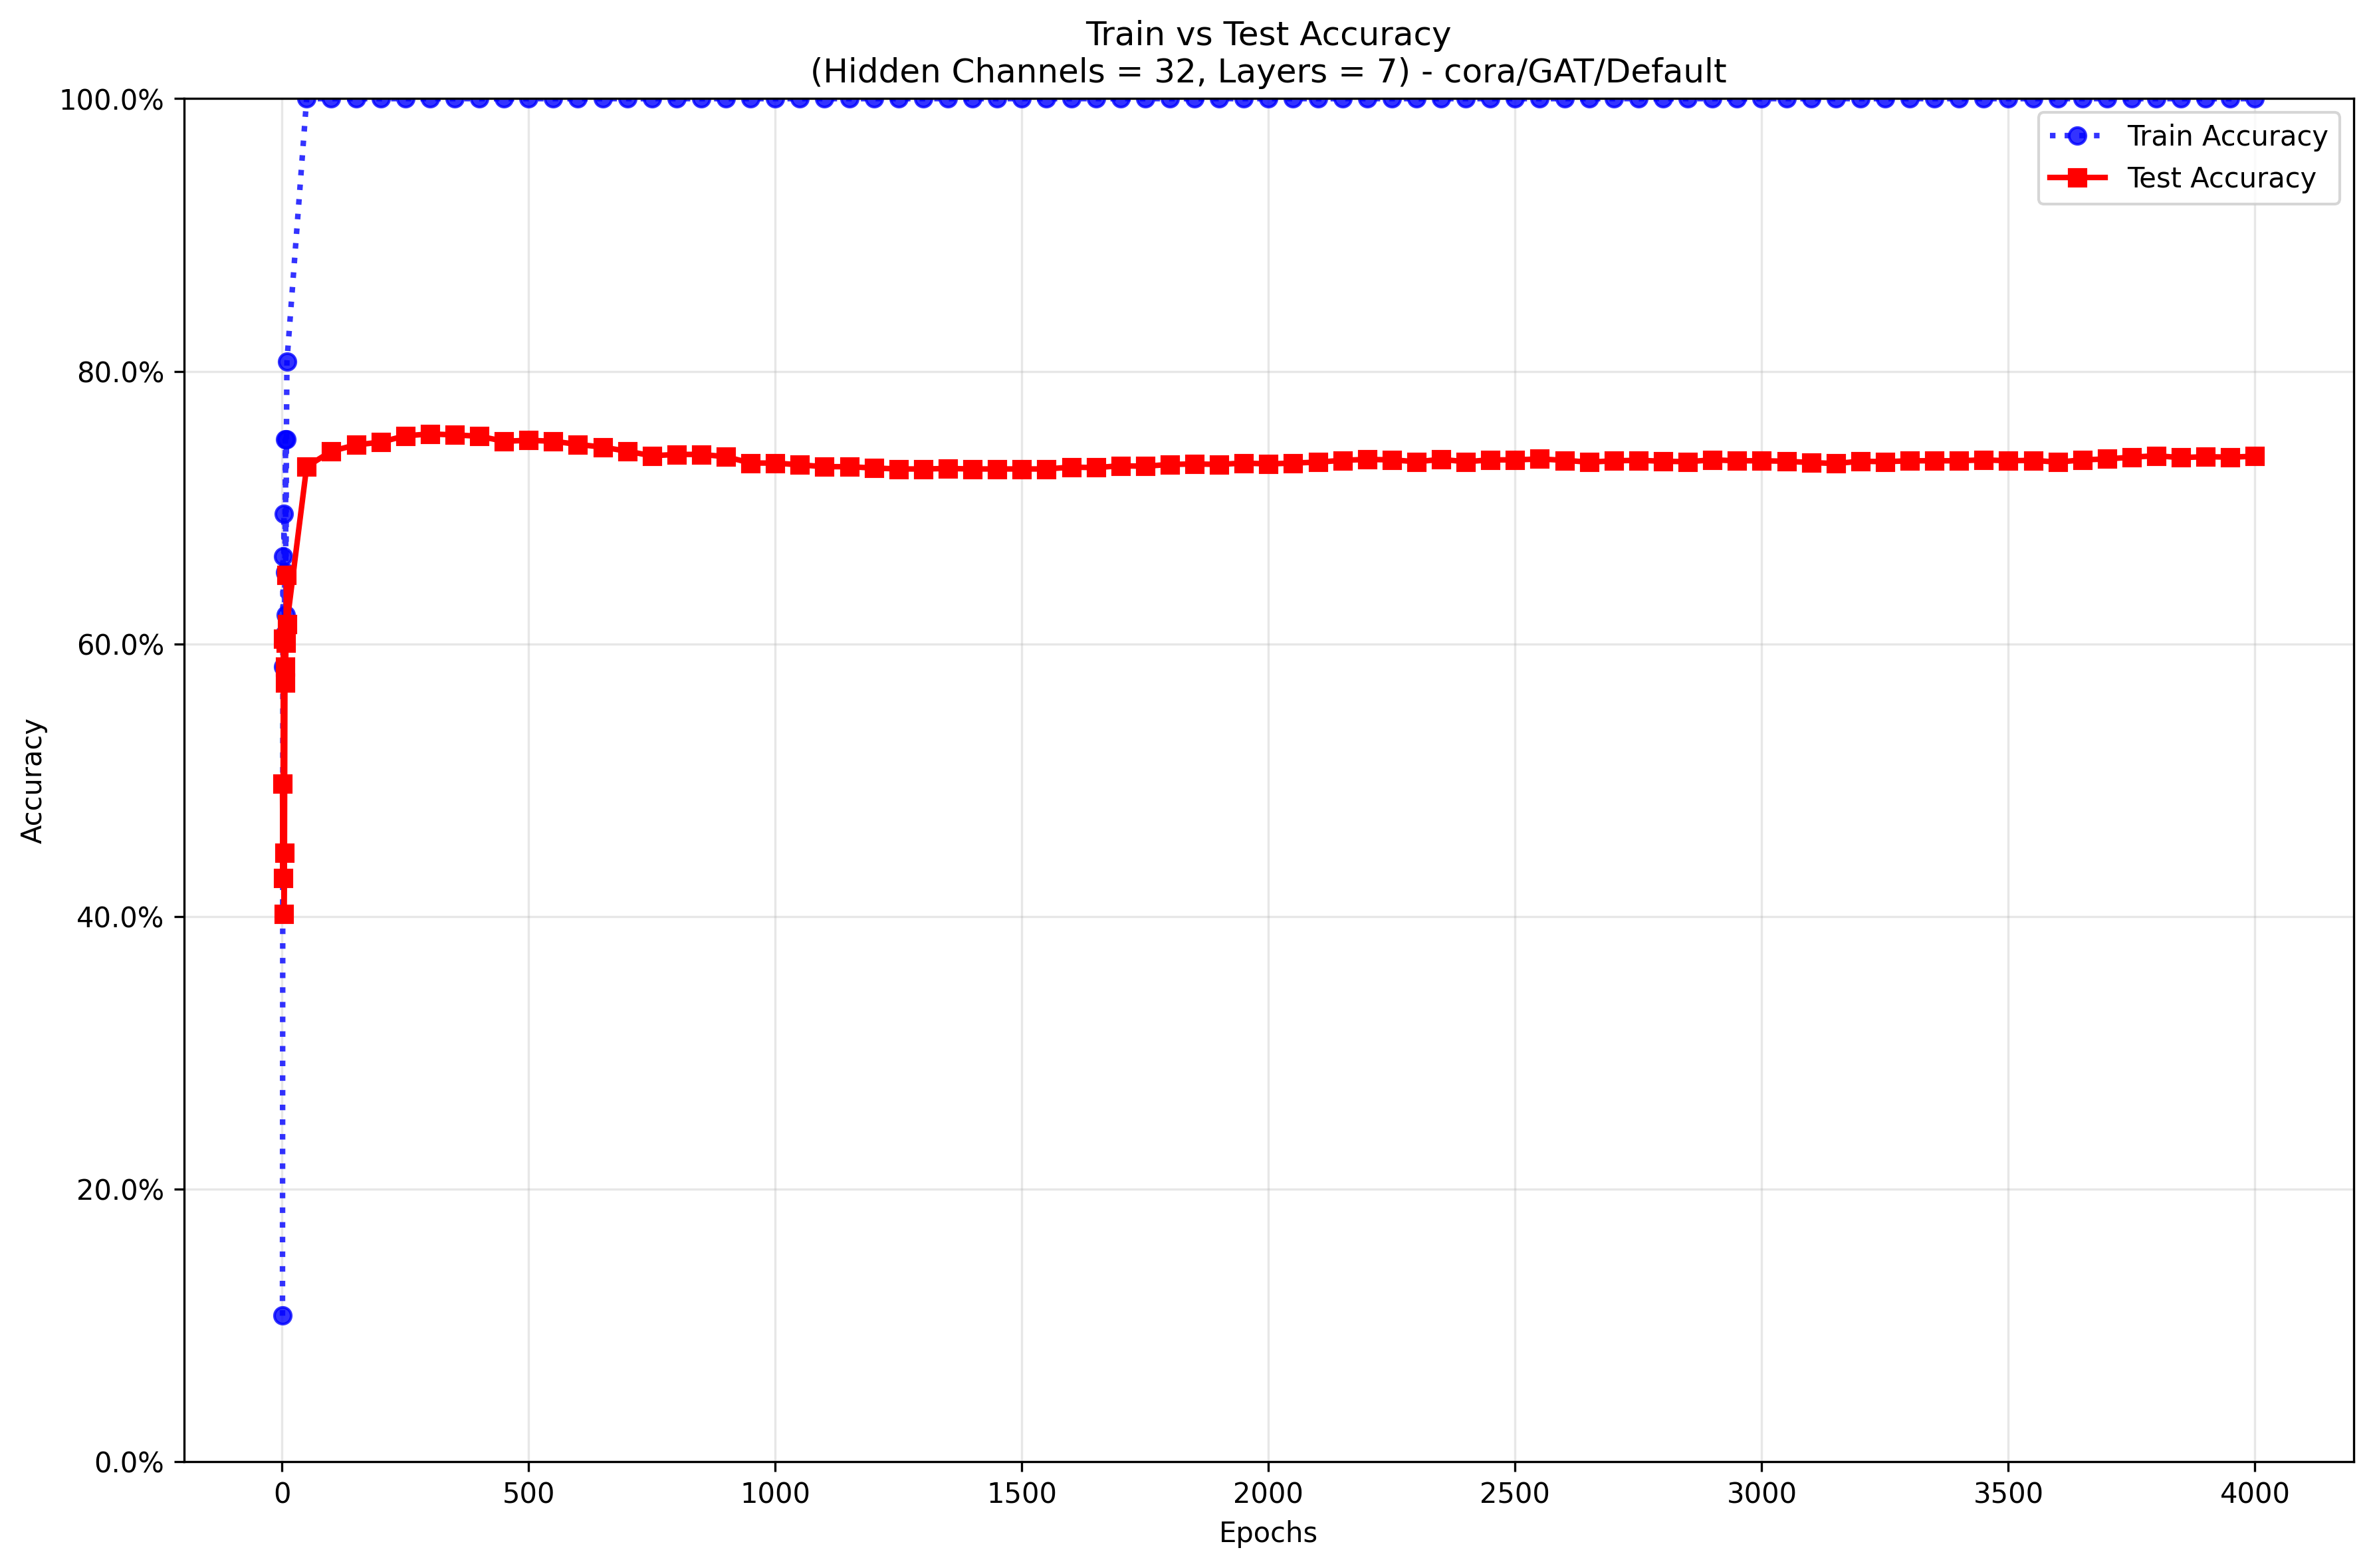 Train vs Test Accuracy
(Hidden Channels = 32, Layers = 7) - cora/GAT/Default
100.0%
80.0%
60.0%
40.0%
20.0%
0.0%
Accuracy
Train Accuracy
Test Accuracy
0 500 1000 1500 2000 2500 3000 3500 4000
Epochs